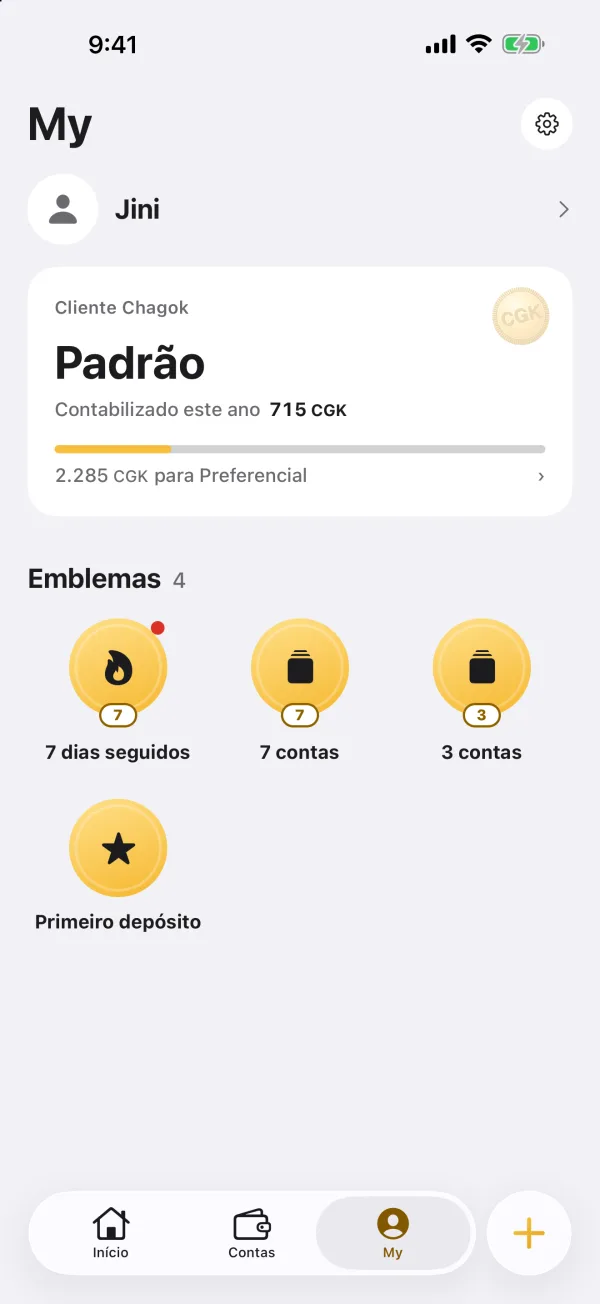 9:41
My
Jini
Cliente Chagok
CGK
Padrão
Contabilizado este ano 715 CGK
2.285 CGK para Preferencial
Emblemas 4
7
7
3
7 dias seguidos
7 contas
3 contas
Primeiro depósito
Início
Contas
My